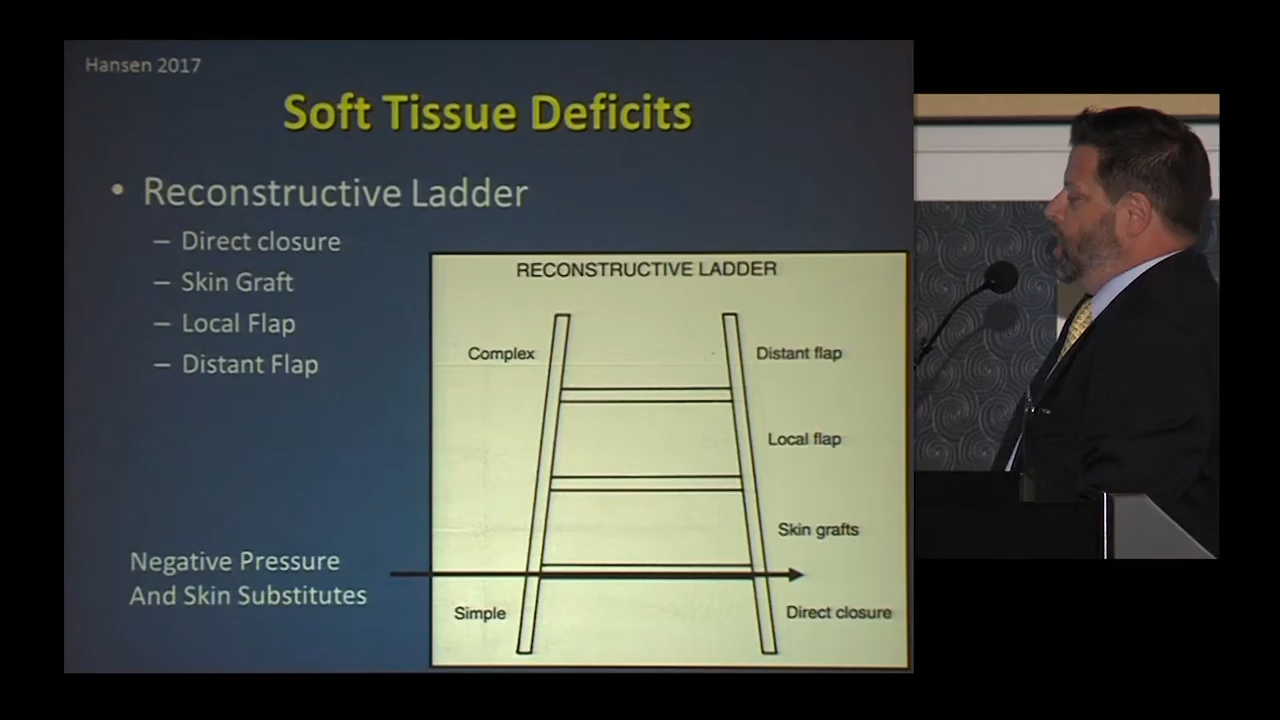 Hansen 2017
Soft Tissue Deficits
• Reconstructive Ladder
– Direct closure
– Skin Graft
– Local Flap
– Distant Flap
Negative Pressure
And Skin Substitutes
RECONSTRUCTIVE LADDER
Complex
Distant flap
Local flap
Skin grafts
Simple
Direct closure